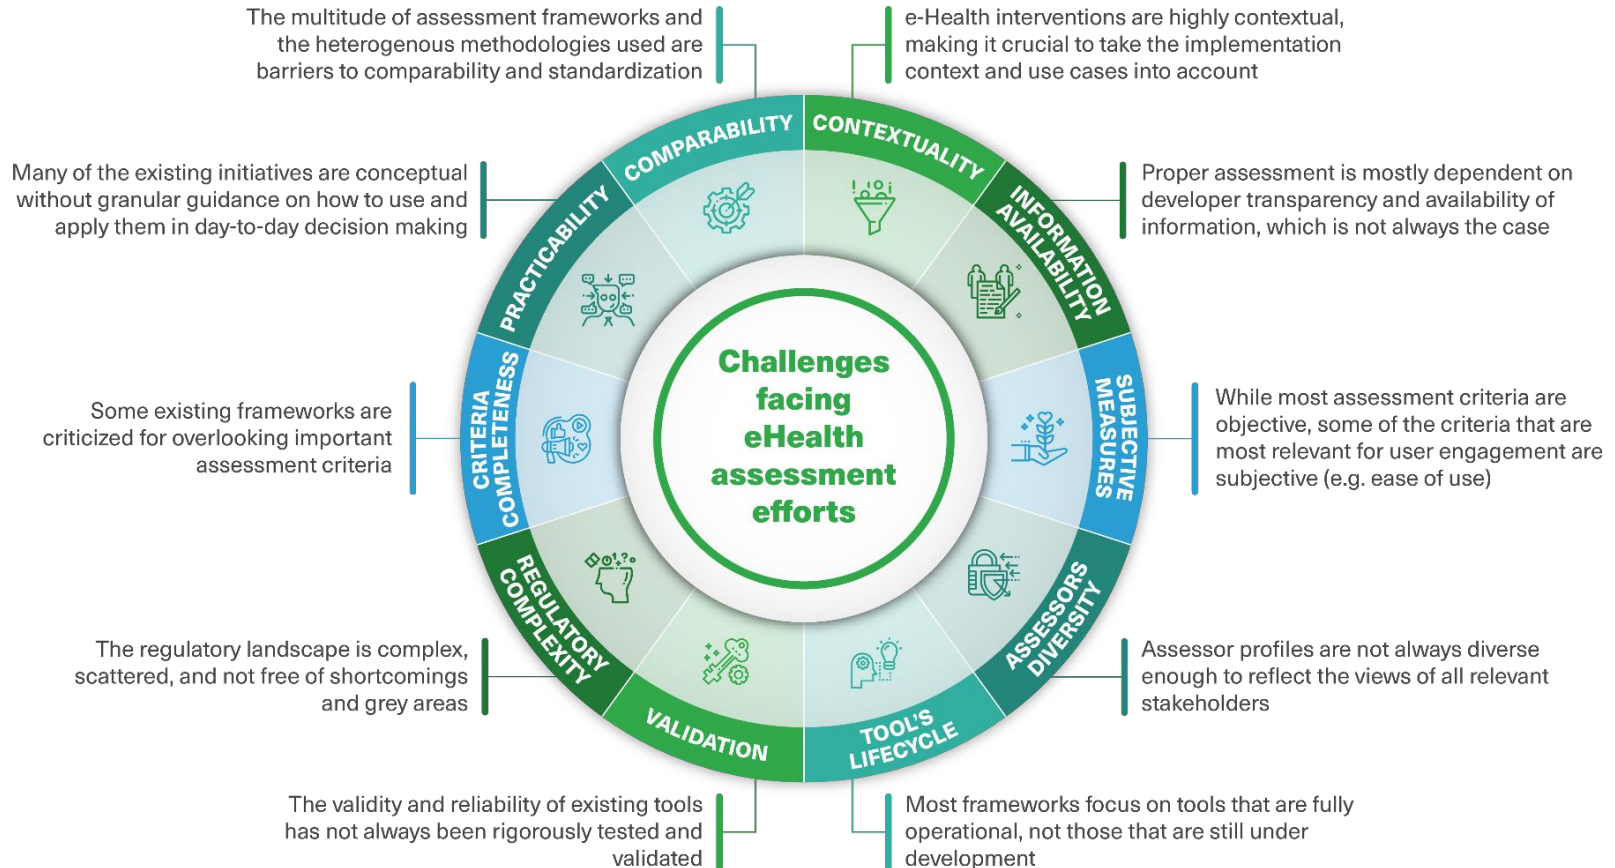 The multitude of assessment frameworks and
the heterogenous methodologies used are
barriers to comparability and standardization
e-Health interventions are highly contextual,
making it crucial to take the implementation
context and use cases into account
COMPARABILITY
CONTEXTUALITY
Many of the existing initiatives are conceptual
without granular guidance on how to use and
apply them in day-to-day decision making
PRACTICABILITY
INFORMATION
AVAILABILITY
Proper assessment is mostly dependent on
developer transparency and availability of
information, which is not always the case
Some existing frameworks are
criticized for overlooking important
assessment criteria
CRITERIA
COMPLETENESS
Challenges
facing
eHealth
assessment
efforts
SUBJECTIVE
MEASURES
While most assessment criteria are
objective, some of the criteria that are
most relevant for user engagement are
subjective (e.g. ease of use)
The regulatory landscape is complex,
scattered, and not free of shortcomings
and grey areas
REGULATORY
COMPLEXITY
ASSESSORS
DIVERSITY
Assessor profiles are not always diverse
enough to reflect the views of all relevant
stakeholders
VALIDATION
TOOL'S
LIFECYCLE
The validity and reliability of existing tools
has not always been rigorously tested and
validated
Most frameworks focus on tools that are fully
operational, not those that are still under
development